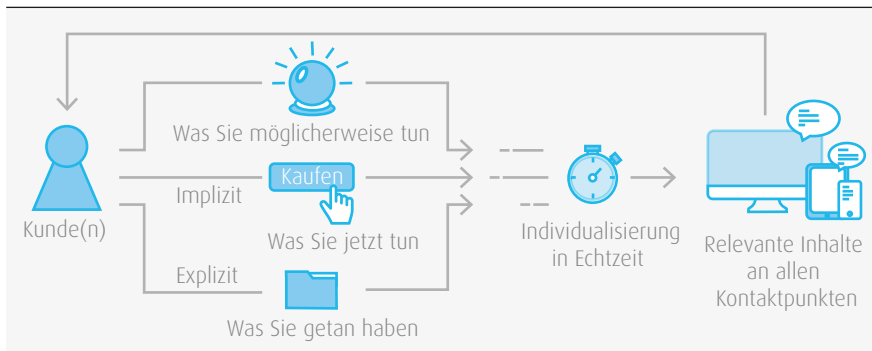 Was Sie möglicherweise tun
Kunde(n)
Implizit
Kaufen
Was Sie jetzt tun
Explizit
Was Sie getan haben
Individualisierung
in Echtzeit
Relevante Inhalte
an allen
Kontaktpunkten